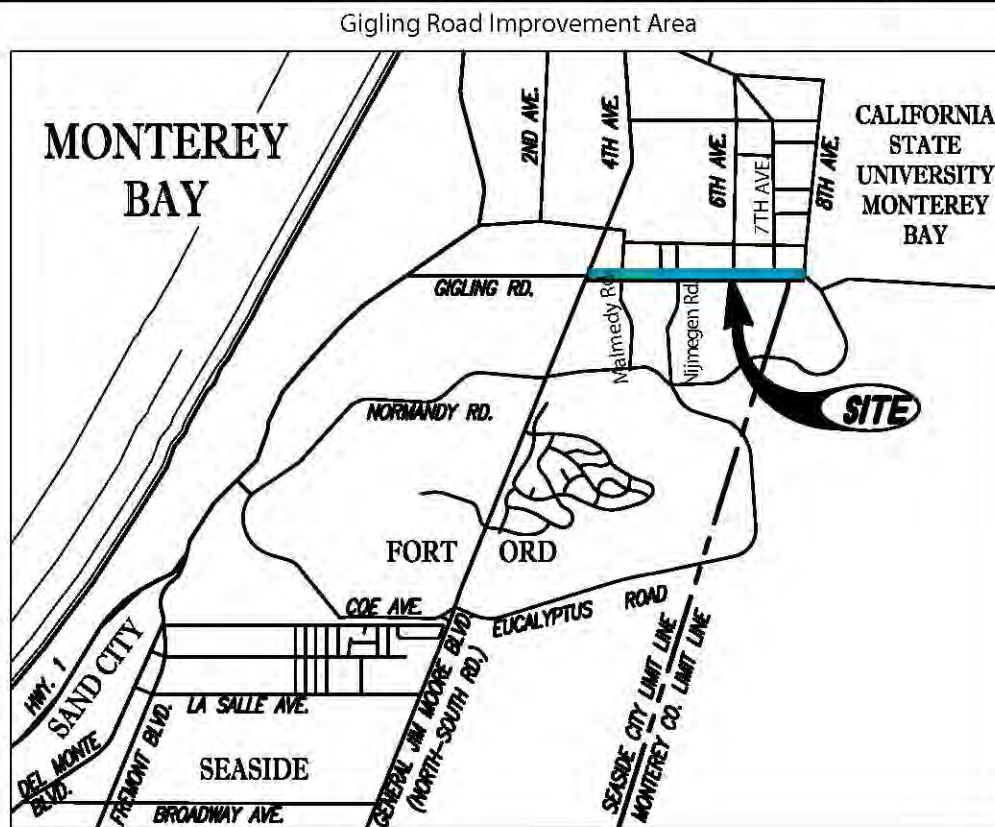 Gigling Road Improvement Area
MONTEREY
BAY
2ND AVE.
4TH AVE.
6TH AVE.
7TH AVE
8TH AVE.
CALIFORNIA
STATE
UNIVERSITY
MONTEREY
BAY
GIGLING RD.
Malmedy Rd
Nijmegen Rd
SITE
NORMANDY RD.
FORT ORD
COE AVE.
EUCALYPTUS ROAD
HWY. 1
SAND CITY
DEL MONTE
BLVD.
FREMONT BLVD.
LA SALLE AVE.
SEASIDE
BROADWAY AVE.
GENERAL JIM MOORE BLVD.
(NORTH-SOUTH RD.)
SEASIDE CITY LIMIT LINE
MONTEREY CO. LIMIT LINE